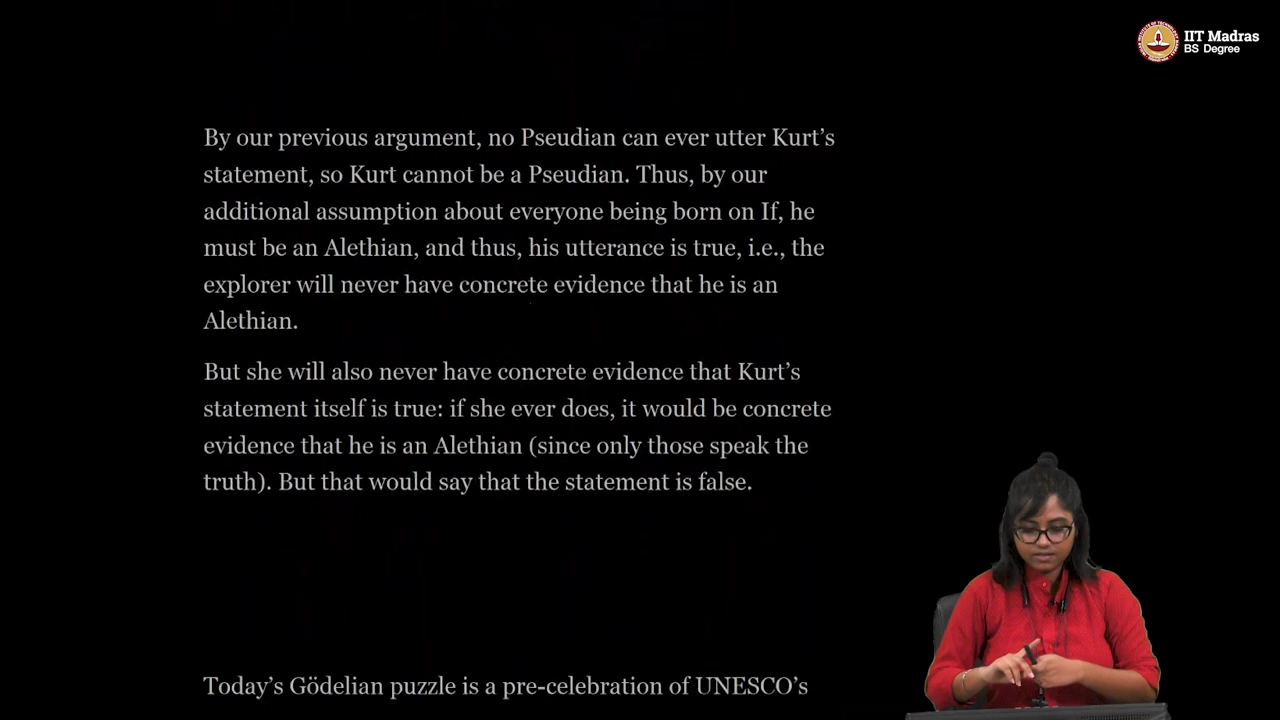 IIT Madras
BS Degree
By our previous argument, no Pseudian can ever utter Kurt’s
statement, so Kurt cannot be a Pseudian. Thus, by our
additional assumption about everyone being born on If, he
must be an Alethian, and thus, his utterance is true, i.e., the
explorer will never have concrete evidence that he is an
Alethian.
But she will also never have concrete evidence that Kurt’s
statement itself is true: if she ever does, it would be concrete
evidence that he is an Alethian (since only those speak the
truth). But that would say that the statement is false.
Today’s Gödelian puzzle is a pre-celebration of UNESCO’s